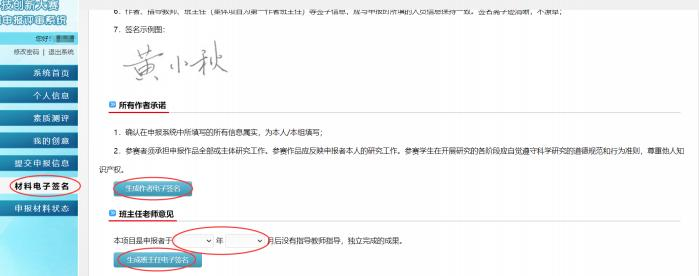 技创新大赛
申报评审系统
您好！
修改密码 | 退出系统
系统首页
个人信息
素质测评
我的创意
提交申报信息
材料电子签名
申报材料状态
6．作者、指导教师、班主任（集体项目为第一作者班主任）等签字信息，应与申报时所填的人员信息保持一致。签名需字迹清晰，不潦草；
7．签名示例图：
黄小秋
所有作者承诺
1．确认在申报系统中所填写的所有信息属实，为本人/本组填写；
2．参赛者须承担申报作品全部或主体研究工作。参赛作品应反映申报者本人的研究工作。参赛学生在开展研究的各阶段应自觉遵守科学研究的道德规范和行为准则，尊重他人知
识产权。
生成作者电子签名
班主任老师意见
本项目是申报者于 年 月后没有指导教师指导，独立完成的成果。
生成班主任电子签名